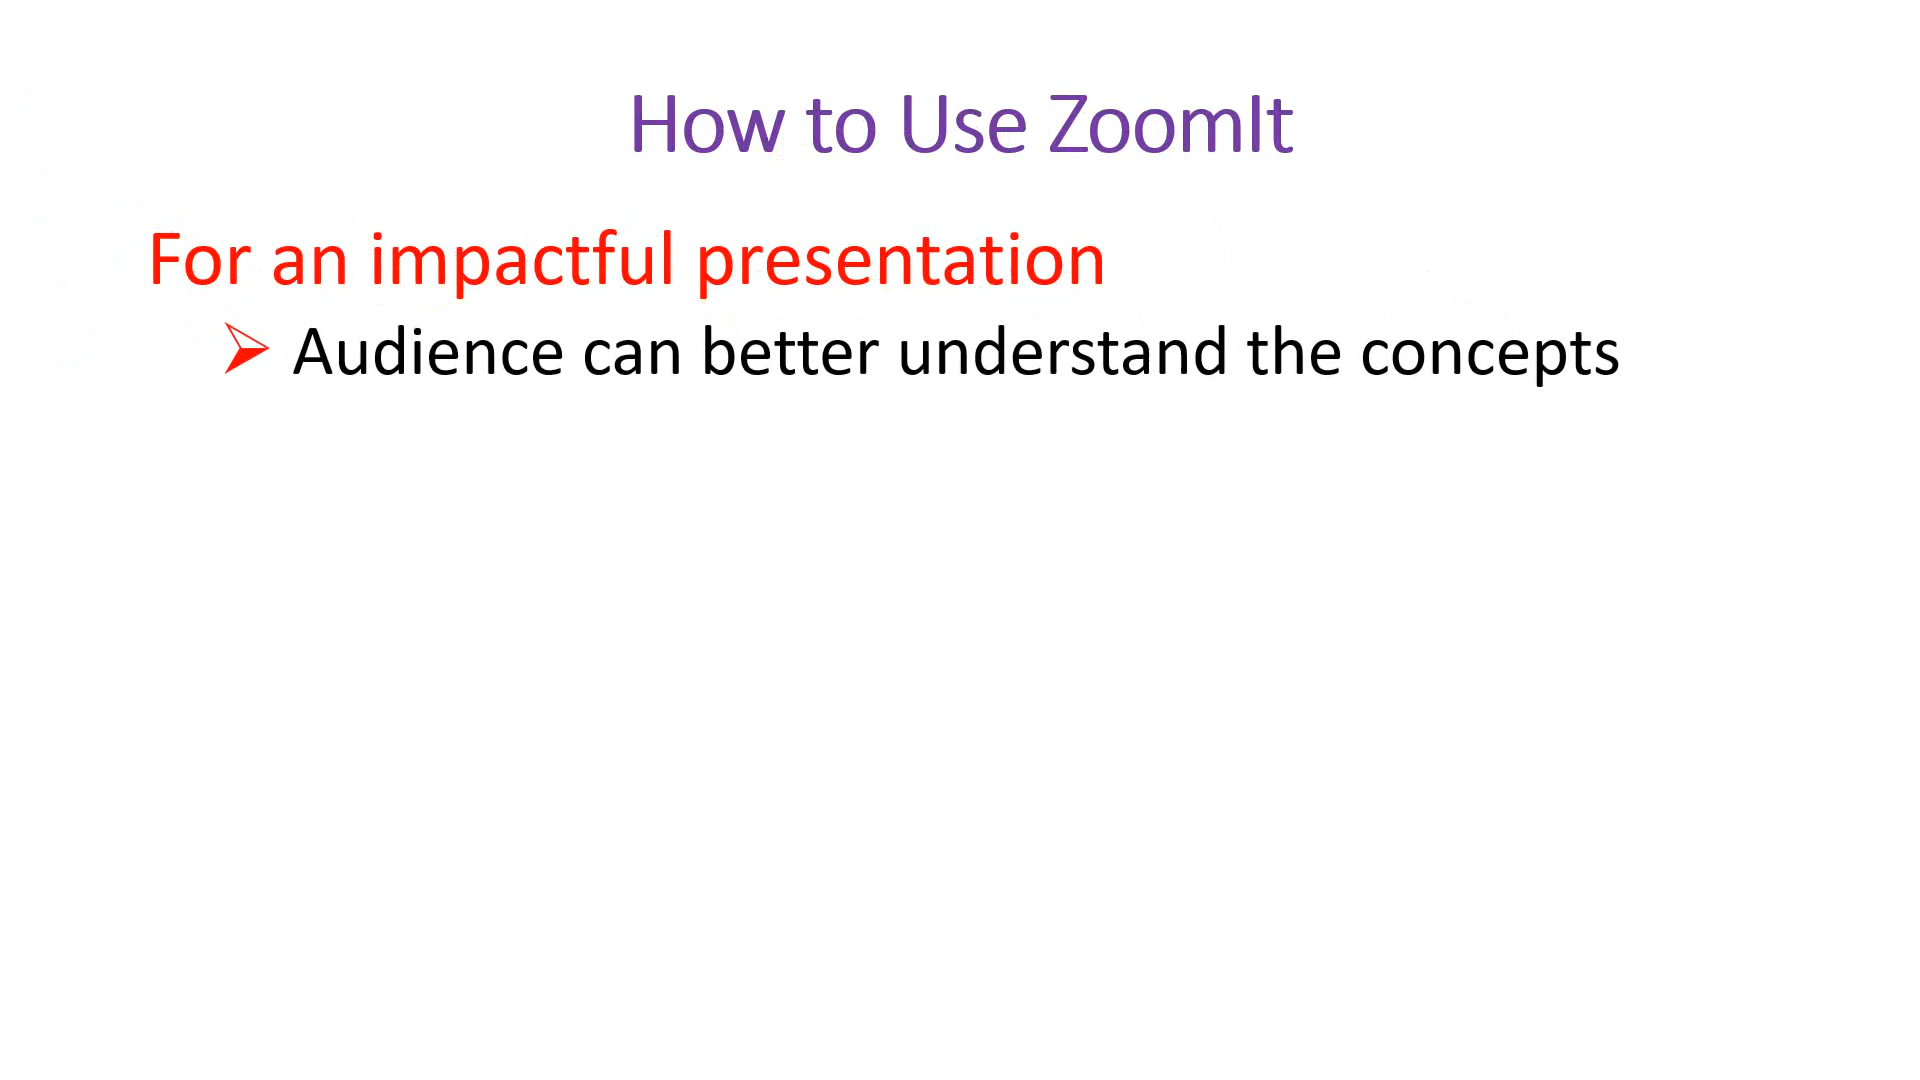 How to Use ZoomIt
For an impactful presentation
Audience can better understand the concepts